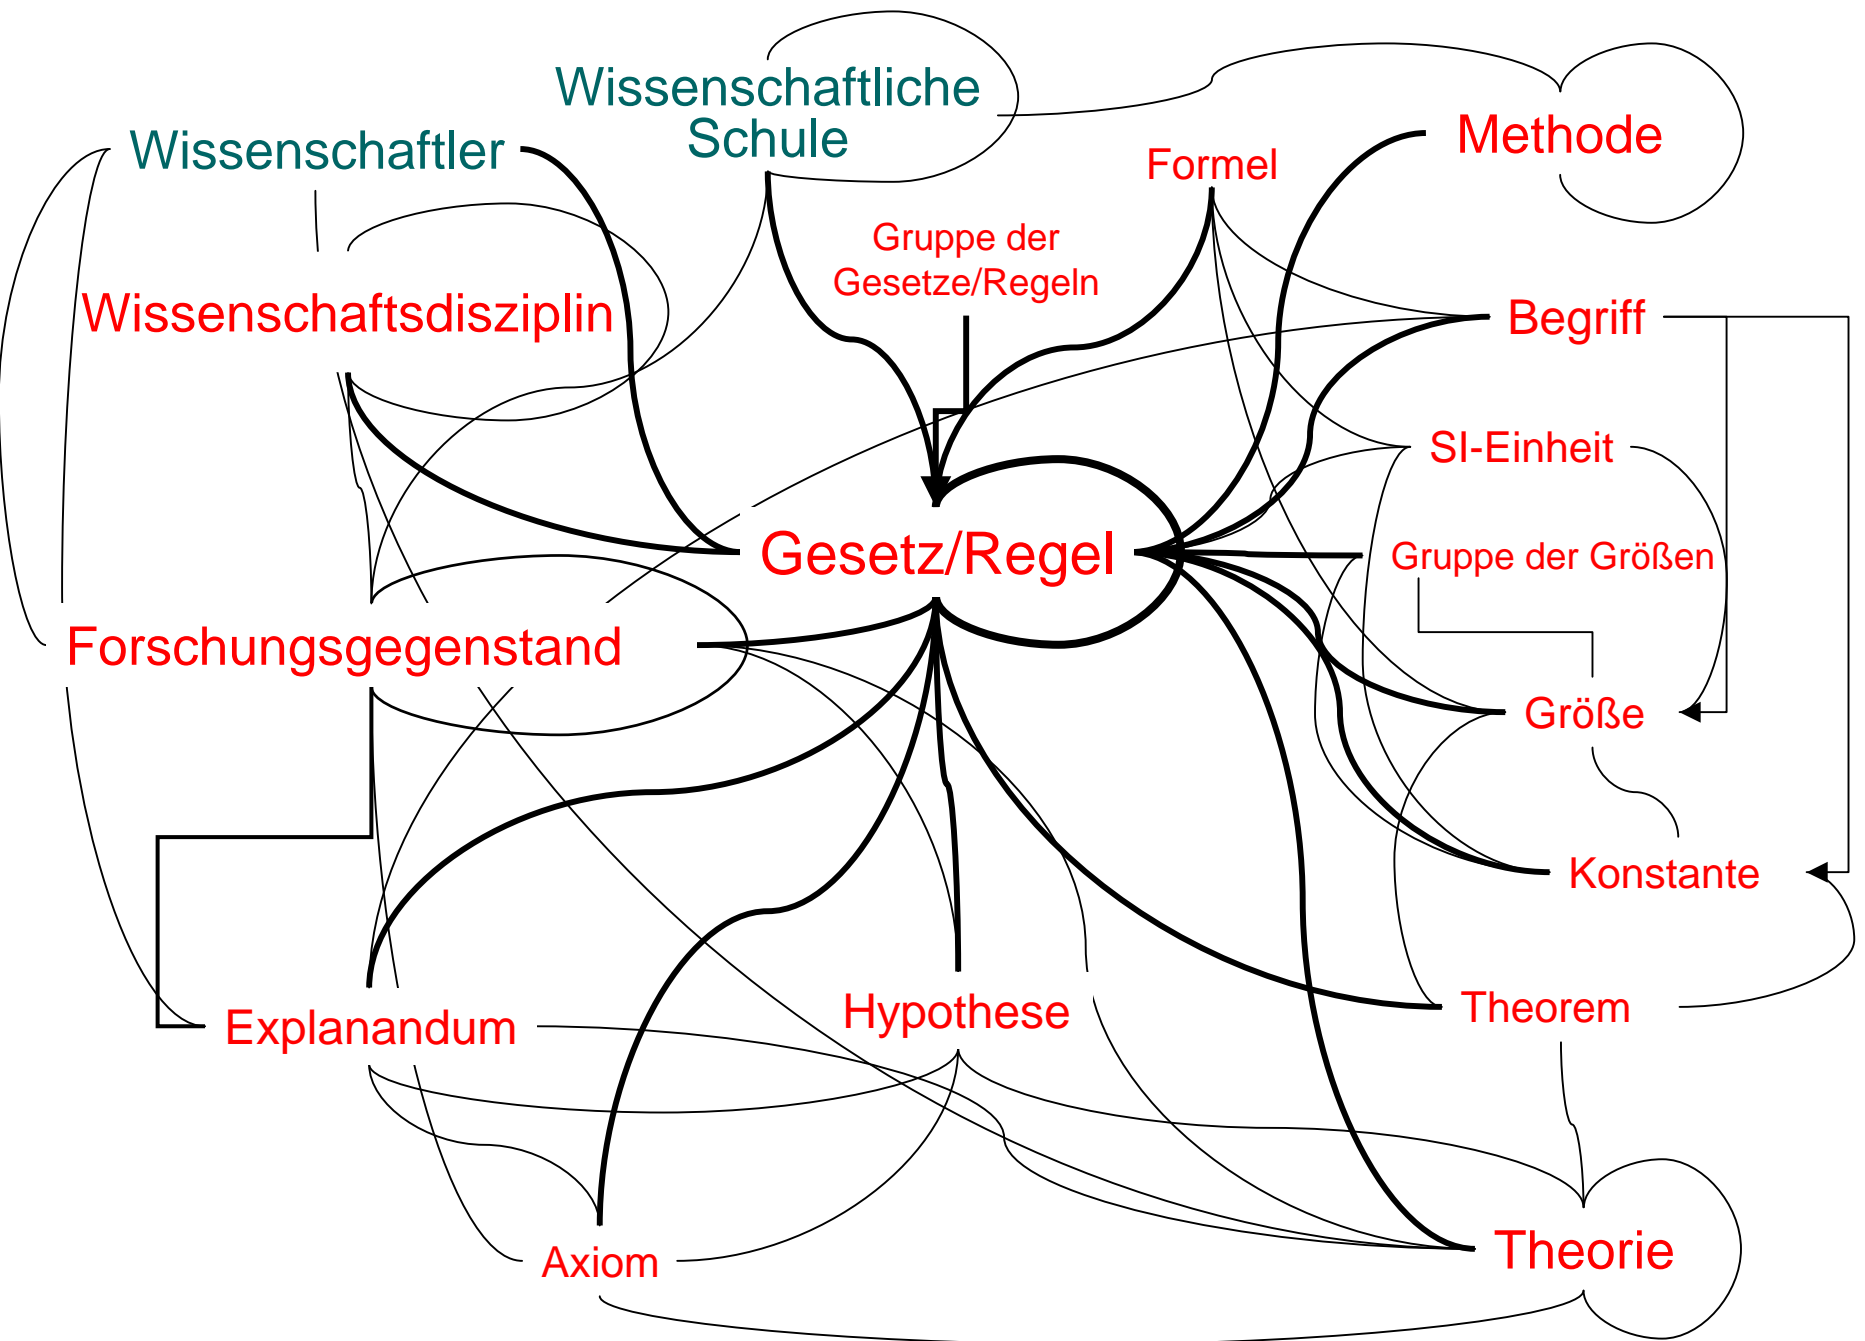 Wissenschaftliche
Schule
Wissenschaftler
Methode
Formel
Gruppe der
Gesetze/Regeln
Wissenschaftsdisziplin
Begriff
SI-Einheit
Gesetz/Regel
Gruppe der Größen
Forschungsgegenstand
Größe
Konstante
Explanandum
Hypothese
Theorem
Axiom
Theorie